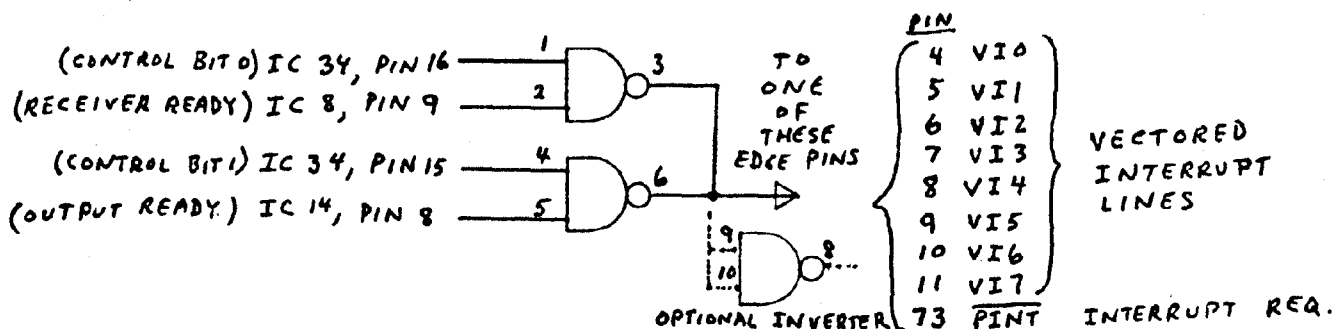 (CONTROL BIT 0) IC 34, PIN 16
(RECEIVER READY) IC 8, PIN 9
(CONTROL BIT 1) IC 34, PIN 15
(OUTPUT READY) IC 14, PIN 8
1
2
3
4
5
6
9
10
8
OPTIONAL INVERTER
TO
ONE
OF
THESE
EDGE PINS
PIN
4 VI0
5 VI1
6 VI2
7 VI3
8 VI4
9 VI5
10 VI6
11 VI7
73 PINT INTERRUPT REQ.
VECTORED
INTERRUPT
LINES